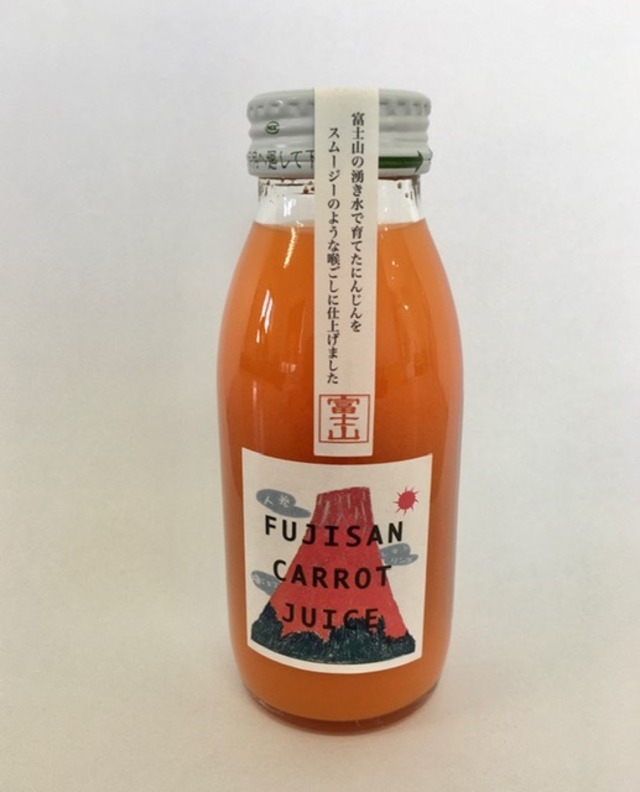 富士山の湧き水で育てたにんじんを
スムージーのような喉ごしに仕上げました
富士山
FUJISAN
CARROT
JUICE